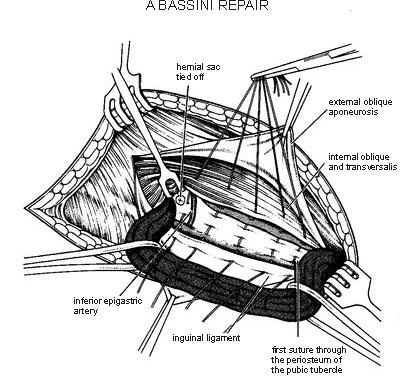 A BASSINI REPAIR
hernial sac
tied off
external oblique
aponeurosis
internal oblique
and transversalis
inferior epigastric
artery
inguinal ligament
first suture through
the periosteum of
the pubic tubercle